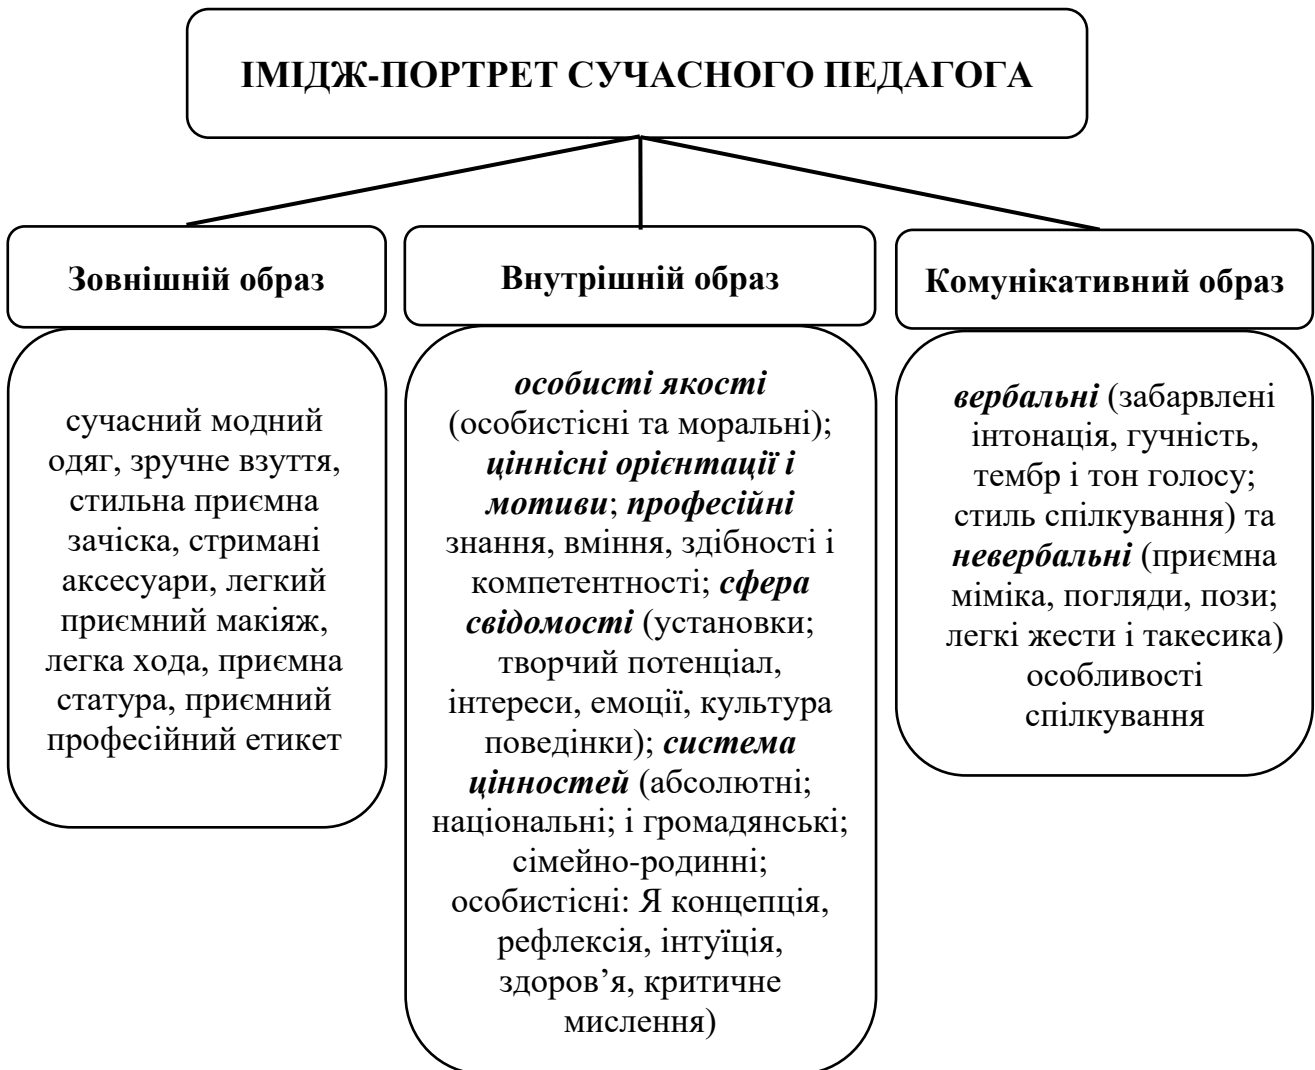 ІМІДЖ-ПОРТРЕТ СУЧАСНОГО ПЕДАГОГА
Зовнішній образ
сучасний модний
одяг, зручне взуття,
стильна приємна
зачіска, стримані
аксесуари, легкий
приємний макіяж,
легка хода, приємна
статура, приємний
професійний етикет
Внутрішній образ
особисті якості
(особистісні та моральні);
ціннісні орієнтації і
мотиви; професійні
знання, вміння, здібності і
компетентності; сфера
свідомості (установки;
творчий потенціал,
інтереси, емоції, культура
поведінки); система
цінностей (абсолютні;
національні; і громадянські;
сімейно-родинні;
особистісні: Я концепція,
рефлексія, інтуїція,
здоров’я, критичне
мислення)
Комунікативний образ
вербальні (забарвлені
інтонація, гучність,
тембр і тон голосу;
стиль спілкування) та
невербальні (приємна
міміка, погляди, пози;
легкі жести і такесика)
особливості
спілкування